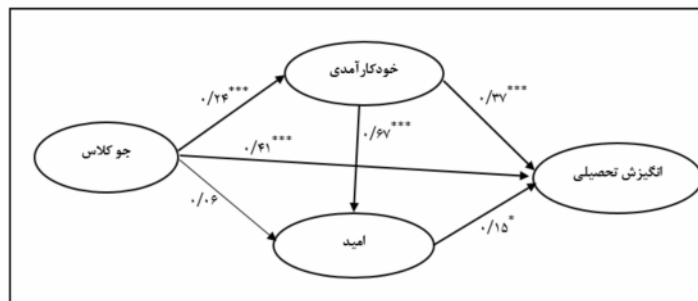 خودکارآمدی
۰/۲۴***
۰/۳۷***
۰/۶۷***
جو کلاس
۰/۴۱***
انگیزش تحصیلی
۰/۰۶
۰/۱۵*
امید